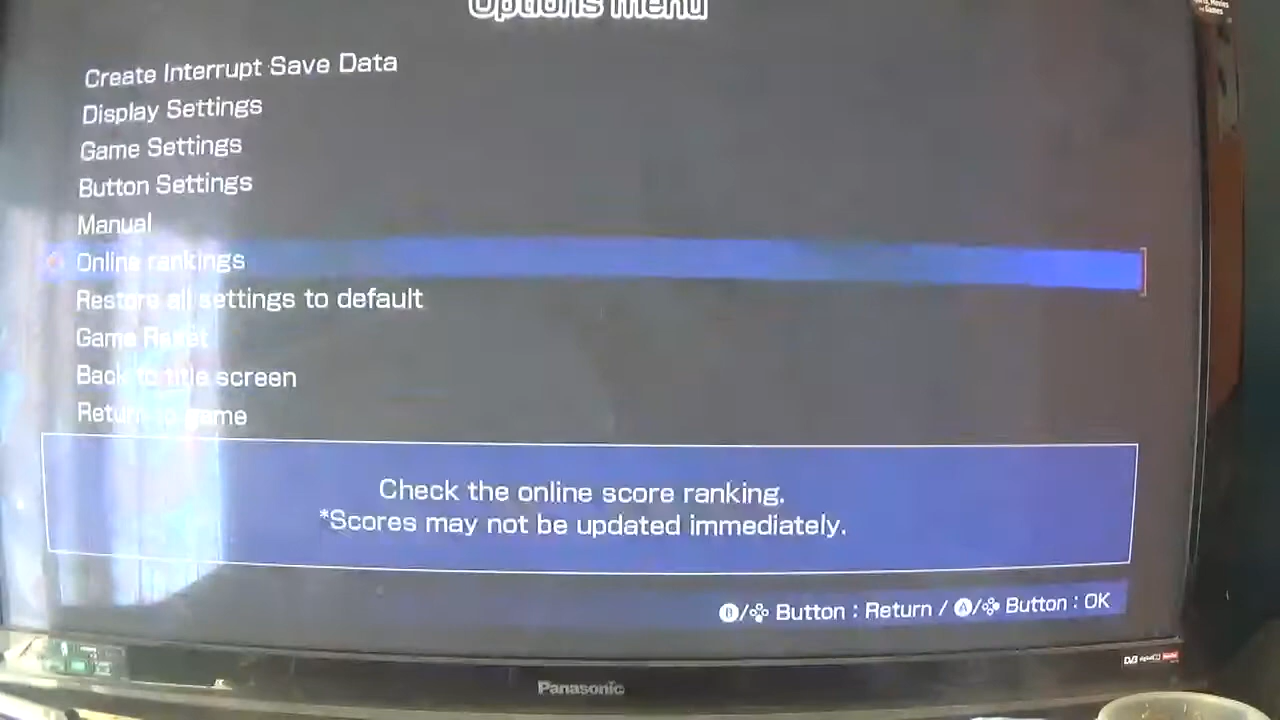 Options menu
Create Interrupt Save Data
Display Settings
Game Settings
Button Settings
Manual
Online rankings
Restore all settings to default
Game Reset
Back to title screen
Return to game
Check the online score ranking.
*Scores may not be updated immediately.
B/ Button : Return / A/ Button : OK
Panasonic